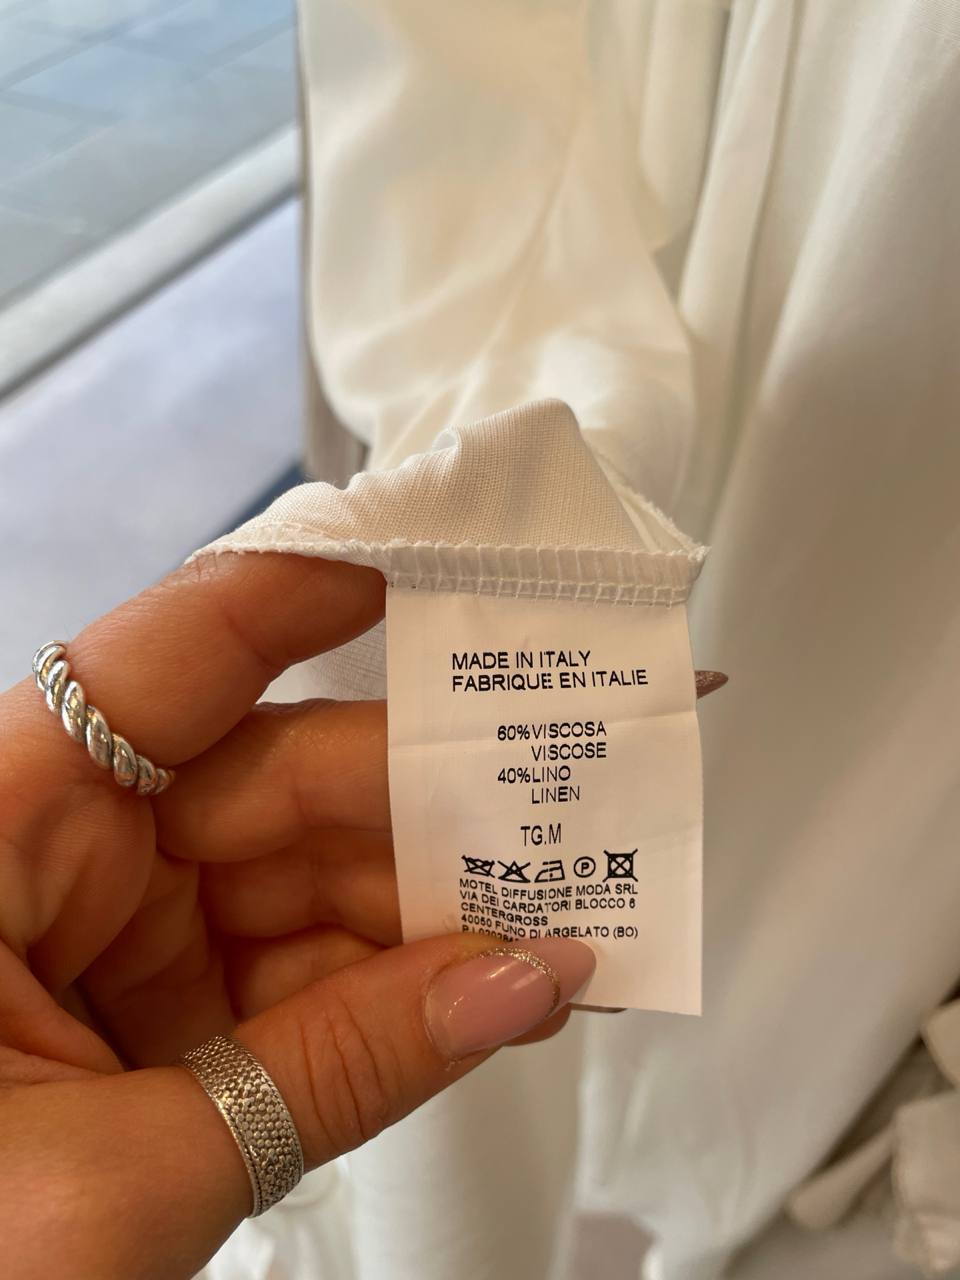 MADE IN ITALY
FABRIQUE EN ITALIE
60%VISCOSA
VISCOSE
40%LINO
LINEN
TG.M
P
MOTEL DIFFUSIONE MODA SRL
VIA DEI CARDATORI BLOCCO 6
CENTERGROSS
40050 FUNO DI ARGELATO (BO)